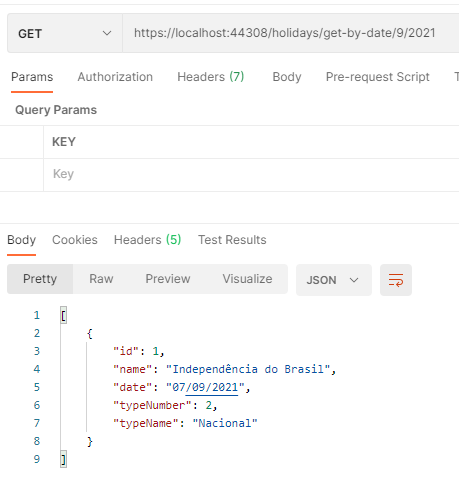 GET https://localhost:44308/holidays/get-by-date/9/2021
Params Authorization Headers (7) Body Pre-request Script
Query Params
KEY
Key
Body Cookies Headers (5) Test Results
Pretty Raw Preview Visualize JSON
1 [
2 {
3 "id": 1,
4 "name": "Independência do Brasil",
5 "date": "07/09/2021",
6 "typeNumber": 2,
7 "typeName": "Nacional"
8 }
9 ]